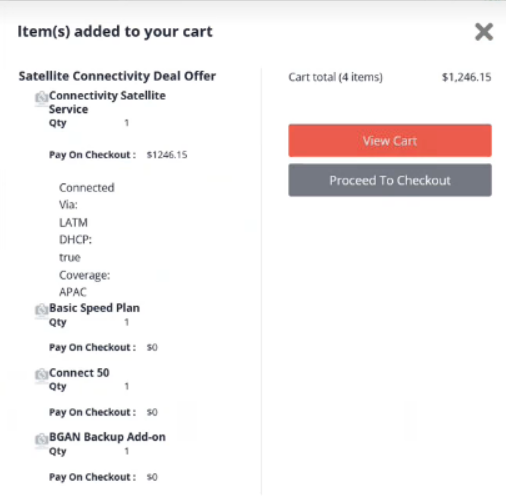 Item(s) added to your cart
Satellite Connectivity Deal Offer
Connectivity Satellite
Service
Qty 1
Pay On Checkout : $1246.15
Connected
Via:
LATM
DHCP:
true
Coverage:
APAC
Basic Speed Plan
Qty 1
Pay On Checkout : $0
Connect 50
Qty 1
Pay On Checkout : $0
BGAN Backup Add-on
Qty 1
Pay On Checkout : $0
Cart total (4 items) $1,246.15
View Cart
Proceed To Checkout